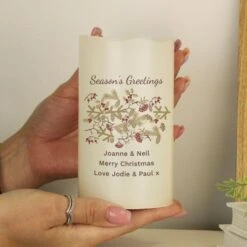 Season's Greetings
Joanne & Neil
Merry Christmas
Love Jodie & Paul x